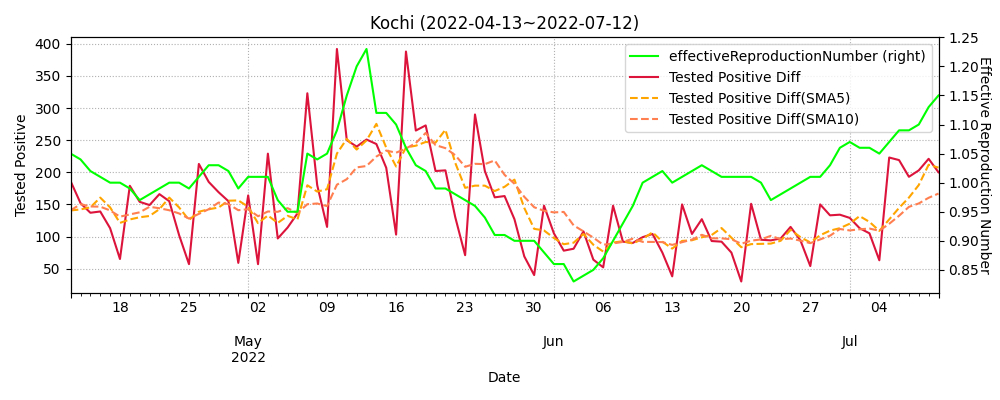 Kochi (2022-04-13~2022-07-12)
effectiveReproductionNumber (right)
Tested Positive Diff
Tested Positive Diff(SMA5)
Tested Positive Diff(SMA10)
Tested Positive
400
350
300
250
200
150
100
50
Effective Reproduction Number
1.25
1.20
1.15
1.10
1.05
1.00
0.95
0.90
0.85
18 25 02 09 16 23 30 06 13 20 27 04
May Jun Jul
2022
Date